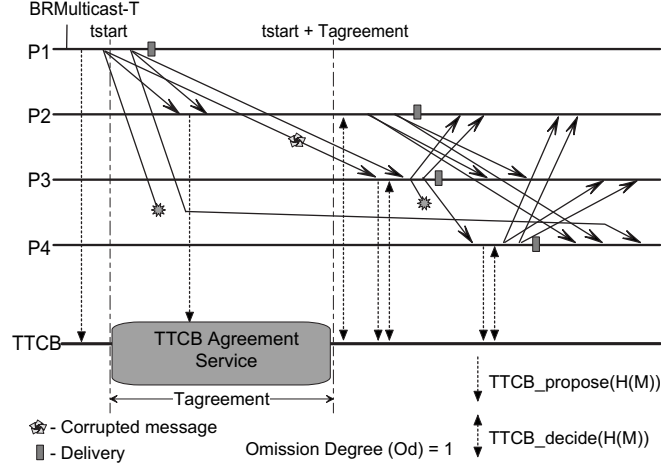 BRMulticast-T
tstart
tstart + Tagreement
P1
P2
P3
P4
TTCB
TTCB Agreement
Service
Tagreement
TTCB_propose(H(M))
- Corrupted message
- Delivery
Omission Degree (Od) = 1
TTCB_decide(H(M))